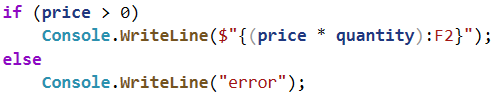 if (price > 0)
    Console.WriteLine($"{(price * quantity):F2}");
else
    Console.WriteLine("error");